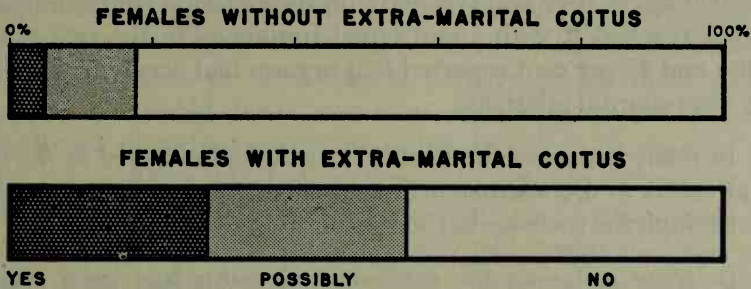 FEMALES WITHOUT EXTRA-MARITAL COITUS
0% 100%
FEMALES WITH EXTRA-MARITAL COITUS
YES POSSIBLY NO